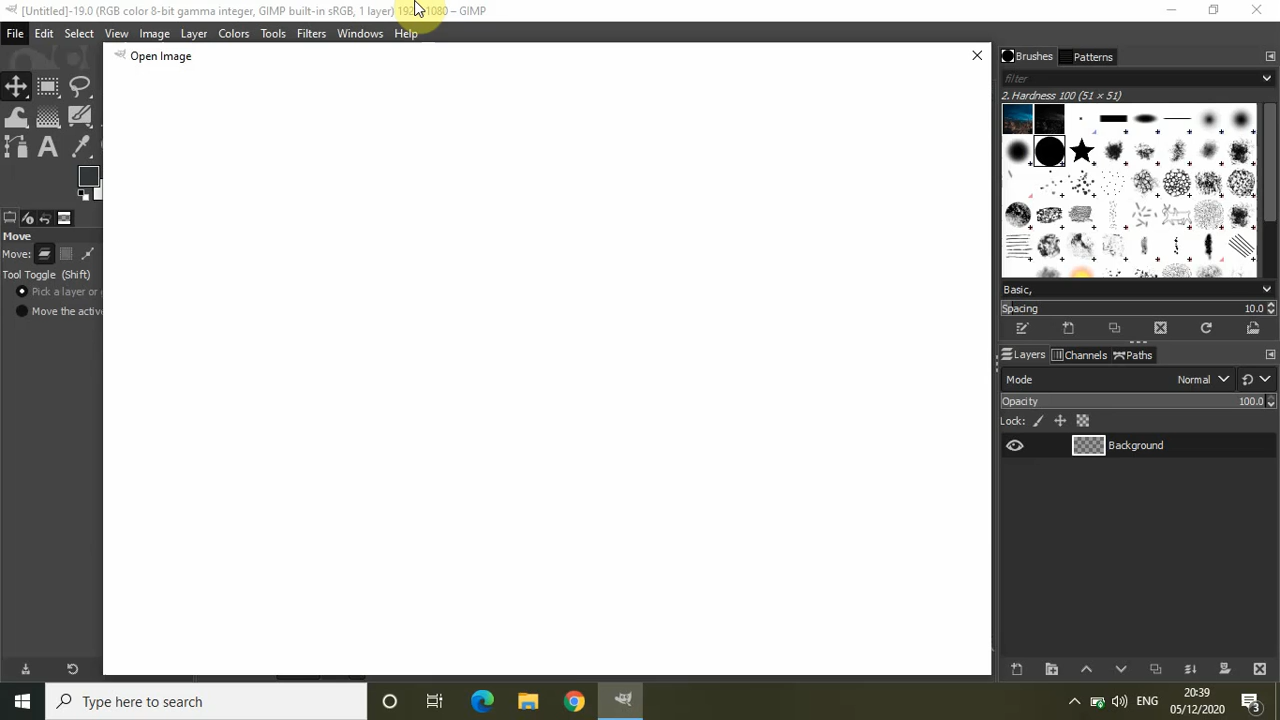 [Untitled]-19.0 (RGB color 8-bit gamma integer, GIMP built-in sRGB, 1 layer) 1080 – GIMP
File Edit Select View Image Layer Colors Tools Filters Windows Help
Open Image
Brushes Patterns
filter
2. Hardness 100 (51 × 51)
Move
Move:
Tool Toggle (Shift)
Pick a layer or
Move the active
Basic,
Spacing 10.0
Layers Channels Paths
Mode Normal
Opacity 100.0
Lock:
Background
Type here to search
ENG
20:39
05/12/2020
3